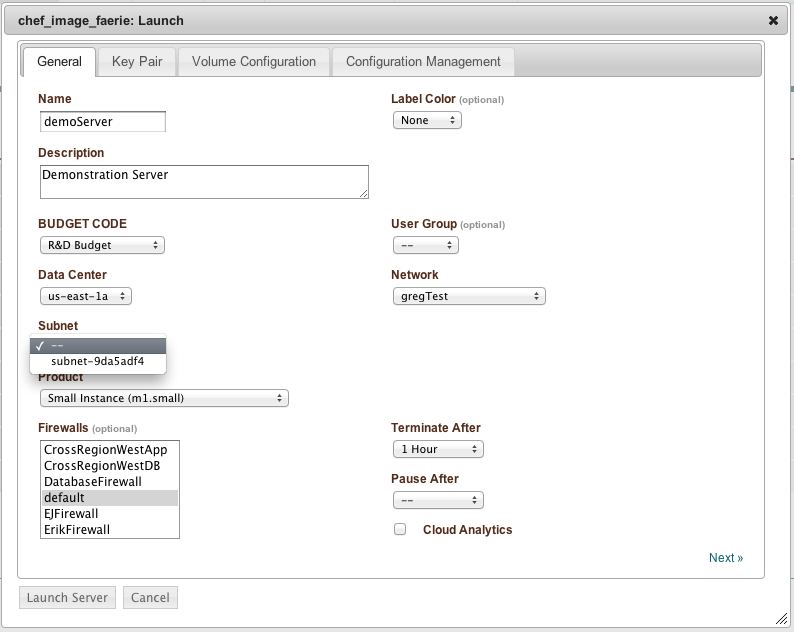 chef_image_faerie: Launch
General
Key Pair
Volume Configuration
Configuration Management
Name
Label Color (optional)
demoServer
None
Description
Demonstration Server
BUDGET CODE
User Group (optional)
R&D Budget
--
Data Center
Network
us-east-1a
gregTest
Subnet
✓ --
subnet-9da5adf4
Product
Small Instance (m1.small)
Firewalls (optional)
Terminate After
CrossRegionWestApp
1 Hour
CrossRegionWestDB
DatabaseFirewall
Pause After
default
--
EJFirewall
ErikFirewall
Cloud Analytics
Next »
Launch Server
Cancel